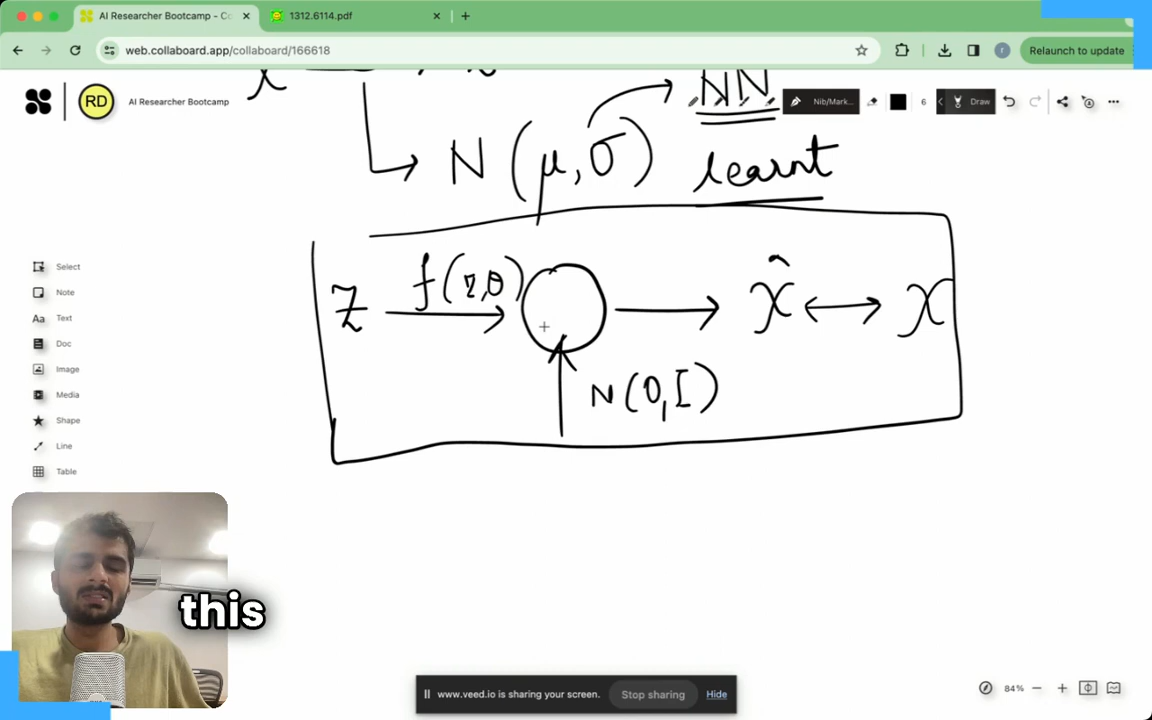 AI Researcher Bootcamp - Co
1312.6114.pdf
web.collaboard.app/collaboard/166618
r
Relaunch to update
RD
AI Researcher Bootcamp
NN
Nib/Mark...
6
Draw
N (μ, σ) learnt
Select
Note
Aa Text
Doc
Image
Media
Shape
Line
Table
z f(z,θ) x̂ ↔ x
N(0,I)
this
www.veed.io is sharing your screen.
Stop sharing
Hide
84%